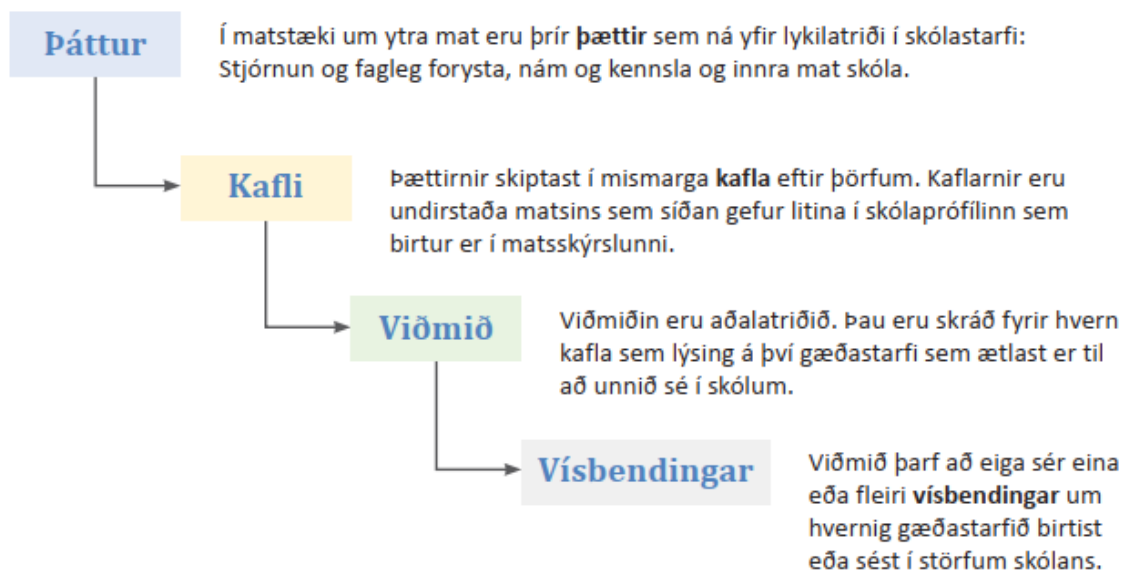 Þáttur
Í matstæki um ytra mat eru þrír þættir sem ná yfir lykilatriði í skólastarfi:
Stjórnun og fagleg forysta, nám og kennsla og innra mat skóla.
Kafli
Þættirnir skiptast í mismarga kafla eftir þörfum. Kaflarnir eru
undirstaða matsins sem síðan gefur litina í skólaprófílinn sem
birtur er í matsskýrslunni.
Viðmið
Viðmiðin eru aðalatriðið. Þau eru skráð fyrir hvern
kafla sem lýsing á því gæðastarfi sem ætlast er til
að unnið sé í skólum.
Vísbendingar
Viðmið þarf að eiga sér eina
eða fleiri vísbendingar um
hvernig gæðastarfið birtist
eða sést í störfum skólans.